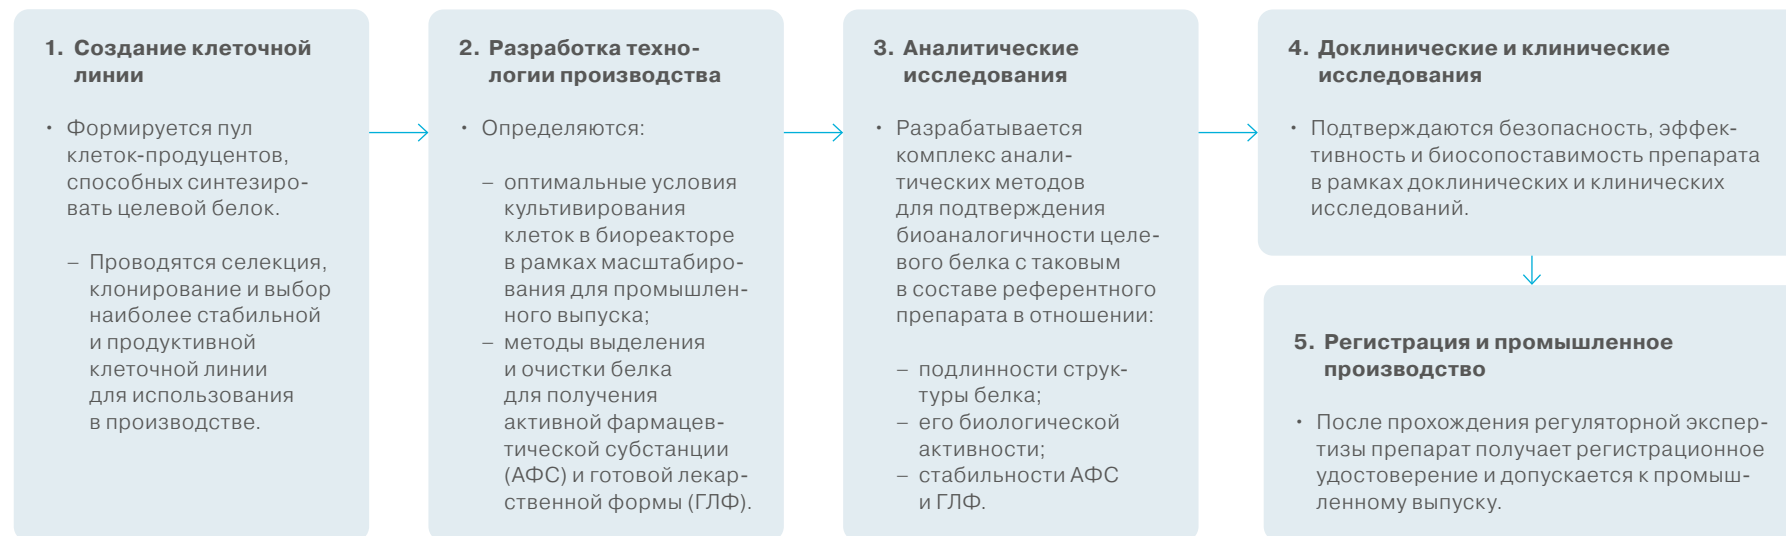 1. Создание клеточной
линии
• Формируется пул
клеток-продуцентов,
способных синтезиро-
вать целевой белок.
– Проводятся селекция,
клонирование и выбор
наиболее стабильной
и продуктивной
клеточной линии
для использования
в производстве.
2. Разработка техно-
логии производства
• Определяются:
– оптимальные условия
культивирования
клеток в биореакторе
в рамках масштабиро-
вания для промышлен-
ного выпуска;
– методы выделения
и очистки белка
для получения
активной фармацев-
тической субстанции
(АФС) и готовой лекар-
ственной формы (ГЛФ).
3. Аналитические
исследования
• Разрабатывается
комплекс анали-
тических методов
для подтверждения
биоаналогичности целе-
вого белка с таковым
в составе референтного
препарата в отношении:
– подлинности струк-
туры белка;
– его биологической
активности;
– стабильности АФС
и ГЛФ.
4. Доклинические и клинические
исследования
• Подтверждаются безопасность, эффек-
тивность и биосопоставимость препарата
в рамках доклинических и клинических
исследований.
5. Регистрация и промышленное
производство
• После прохождения регуляторной экспер-
тизы препарат получает регистрационное
удостоверение и допускается к промыш-
ленному выпуску.